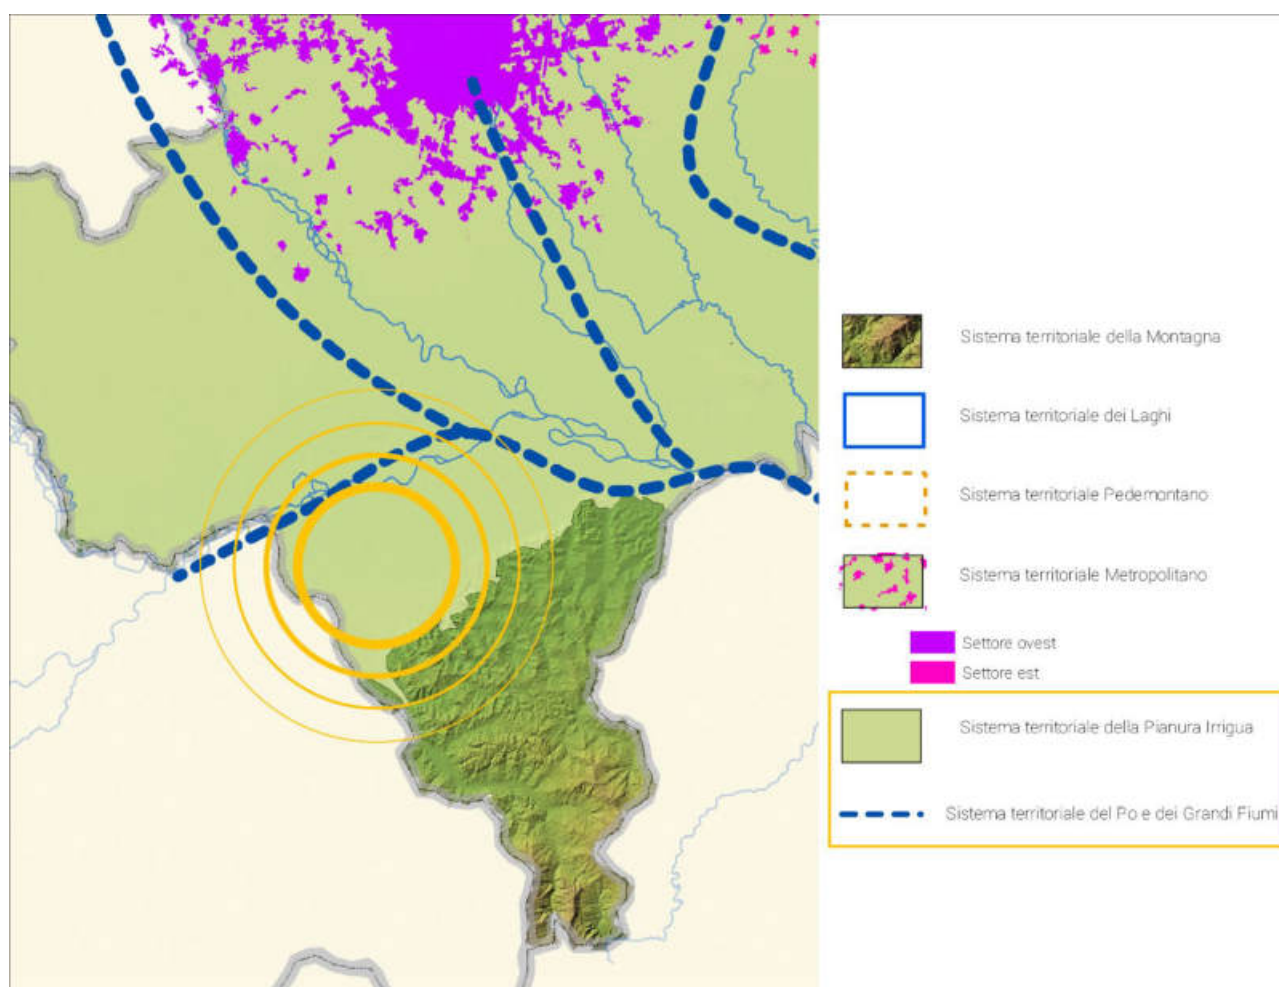 Sistema territoriale della Montagna
Sistema territoriale dei Laghi
Sistema territoriale Pedemontano
Sistema territoriale Metropolitano
Settore ovest
Settore est
Sistema territoriale della Pianura Irrigua
Sistema territoriale del Po e dei Grandi Fiumi